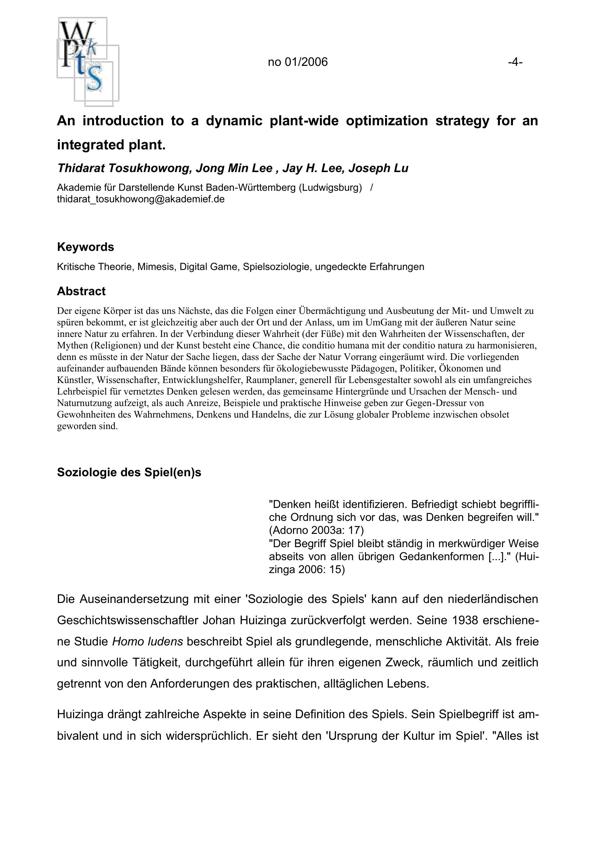 W
Pkts
no 01/2006 -4-
An introduction to a dynamic plant-wide optimization strategy for an
integrated plant.
Thidarat Tosukhowong, Jong Min Lee , Jay H. Lee, Joseph Lu
Akademie für Darstellende Kunst Baden-Württemberg (Ludwigsburg) /
thidarat_tosukhowong@akademief.de
Keywords
Kritische Theorie, Mimesis, Digital Game, Spielsoziologie, ungedeckte Erfahrungen
Abstract
Der eigene Körper ist das uns Nächste, das die Folgen einer Übermächtigung und Ausbeutung der Mit- und Umwelt zu
spüren bekommt, er ist gleichzeitig aber auch der Ort und der Anlass, um im UmGang mit der äußeren Natur seine
innere Natur zu erfahren. In der Verbindung dieser Wahrheit (der Füße) mit den Wahrheiten der Wissenschaften, der
Mythen (Religionen) und der Kunst besteht eine Chance, die conditio humana mit der conditio natura zu harmonisieren,
denn es müsste in der Natur der Sache liegen, dass der Sache der Natur Vorrang eingeräumt wird. Die vorliegenden
aufeinander aufbauenden Bände können besonders für ökologiebewusste Pädagogen, Politiker, Ökonomen und
Künstler, Wissenschafter, Entwicklungshelfer, Raumplaner, generell für Lebensgestalter sowohl als ein umfangreiches
Lehrbeispiel für vernetztes Denken gelesen werden, das gemeinsame Hintergründe und Ursachen der Mensch- und
Naturnutzung aufzeigt, als auch Anreize, Beispiele und praktische Hinweise geben zur Gegen-Dressur von
Gewohnheiten des Wahrnehmens, Denkens und Handelns, die zur Lösung globaler Probleme inzwischen obsolet
geworden sind.
Soziologie des Spiel(en)s
"Denken heißt identifizieren. Befriedigt schiebt begriffli-
che Ordnung sich vor das, was Denken begreifen will."
(Adorno 2003a: 17)
"Der Begriff Spiel bleibt ständig in merkwürdiger Weise
abseits von allen übrigen Gedankenformen [...]." (Hui-
zinga 2006: 15)
Die Auseinandersetzung mit einer 'Soziologie des Spiels' kann auf den niederländischen
Geschichtswissenschaftler Johan Huizinga zurückverfolgt werden. Seine 1938 erschiene-
ne Studie Homo ludens beschreibt Spiel als grundlegende, menschliche Aktivität. Als freie
und sinnvolle Tätigkeit, durchgeführt allein für ihren eigenen Zweck, räumlich und zeitlich
getrennt von den Anforderungen des praktischen, alltäglichen Lebens.
Huizinga drängt zahlreiche Aspekte in seine Definition des Spiels. Sein Spielbegriff ist am-
bivalent und in sich widersprüchlich. Er sieht den 'Ursprung der Kultur im Spiel'. "Alles ist